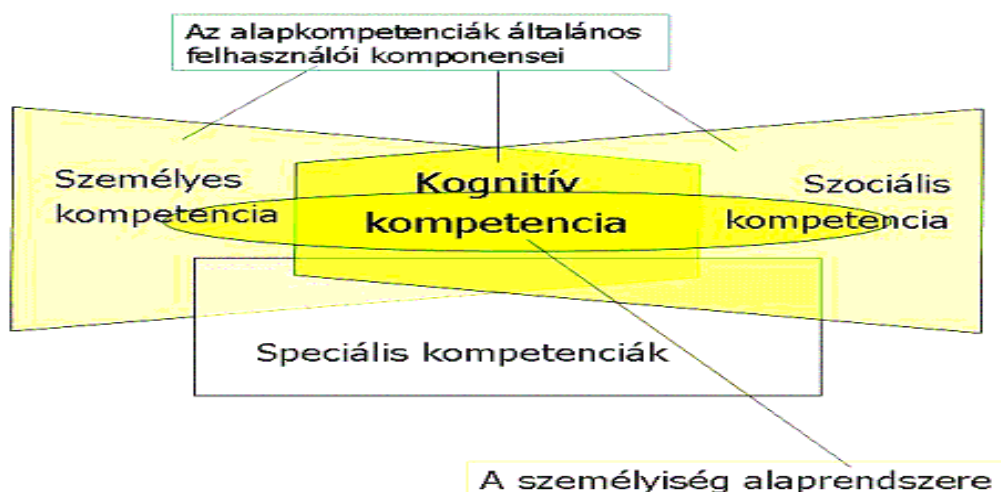 Az alapkompetenciák általános
felhasználói komponensei
Személyes
kompetencia
Kognitív
kompetencia
Szociális
kompetencia
Speciális kompetenciák
A személyiség alaprendszere